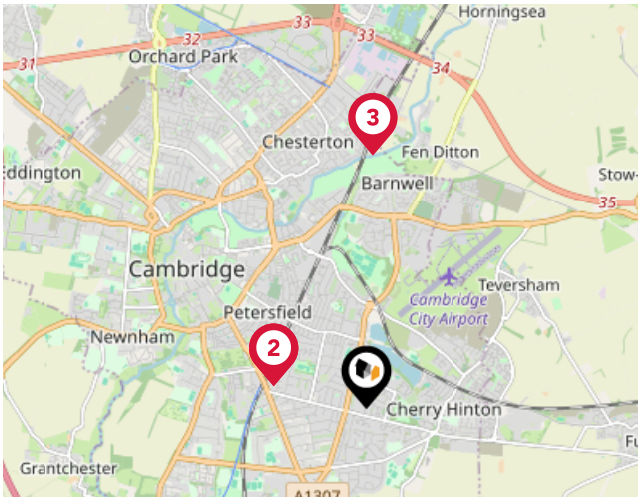 Horningsea
33
33
32
Orchard Park
31
34
3
Chesterton
Fen Ditton
ddington
Barnwell
Stow-
35
Cambridge
Cambridge
City Airport
Teversham
Petersfield
Newnham
2
Cherry Hinton
Fu
Grantchester
A1307